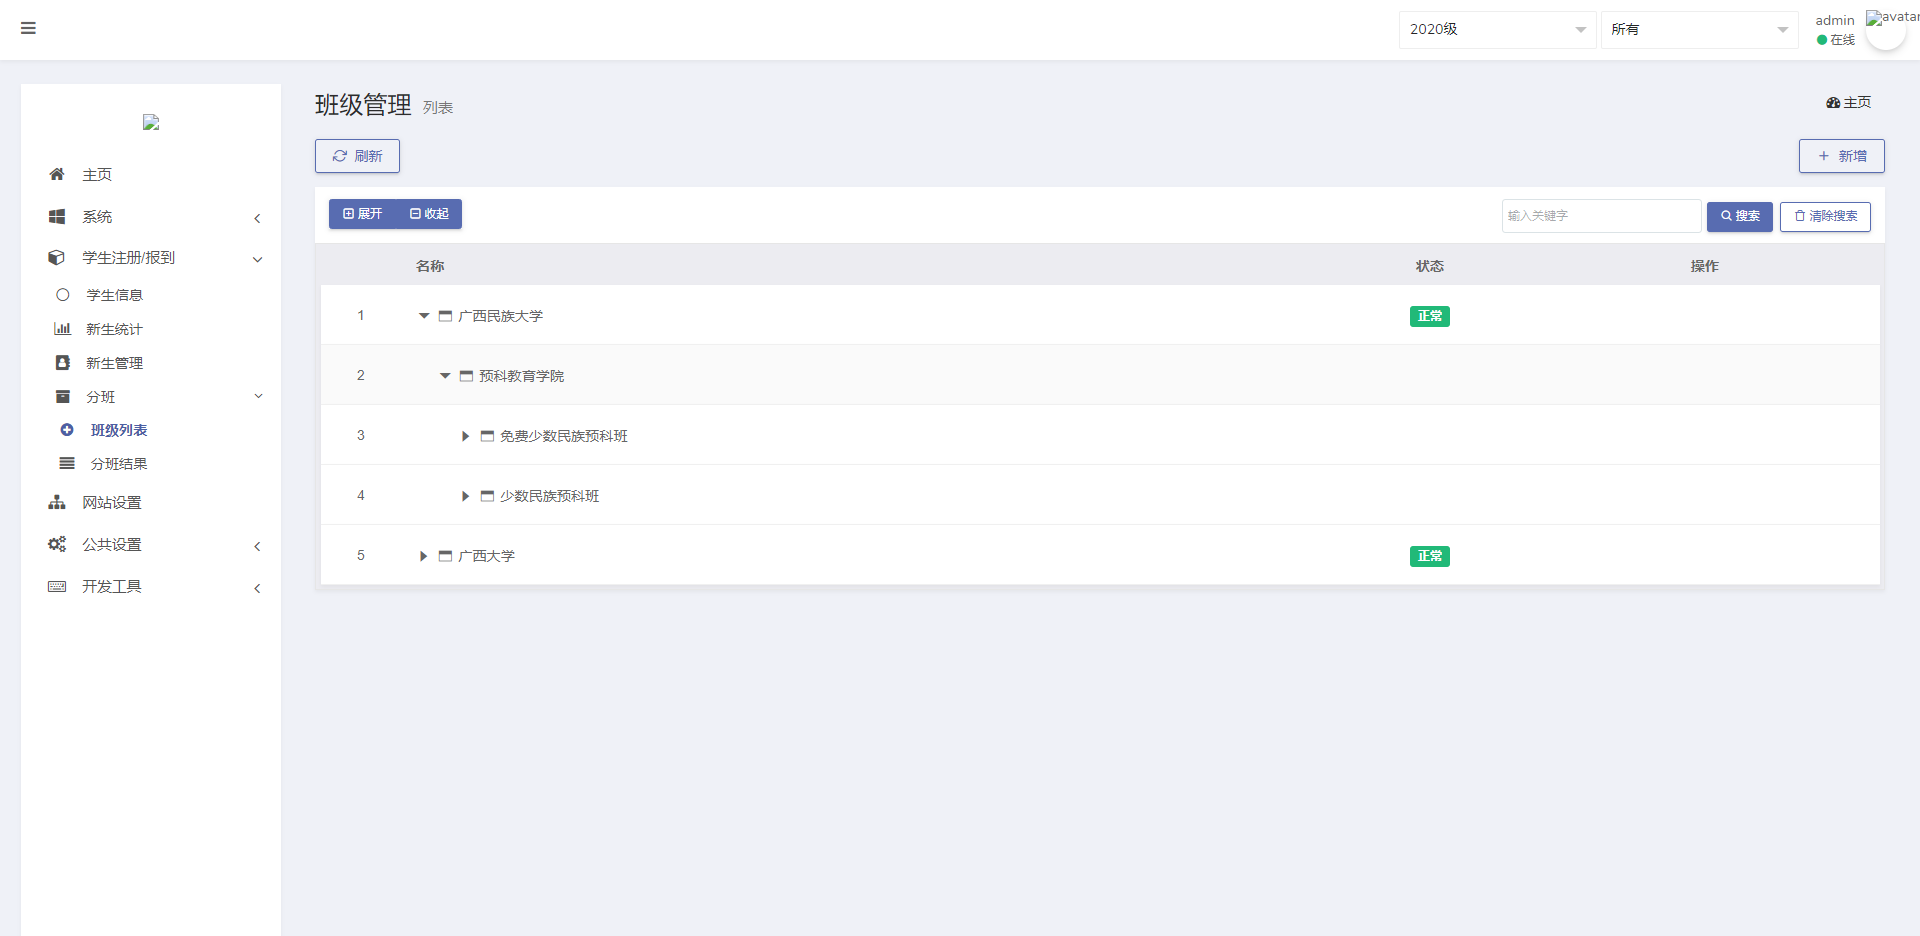 2020级
所有
admin
在线
avatar
班级管理 列表
主页
刷新
新增
主页
系统
学生注册/报到
学生信息
新生统计
新生管理
分班
班级列表
分班结果
网站设置
公共设置
开发工具
展开 收起
输入关键字 搜索 清除搜索
名称 状态 操作
1 广西民族大学 正常
2 预科教育学院
3 免费少数民族预科班
4 少数民族预科班
5 广西大学 正常